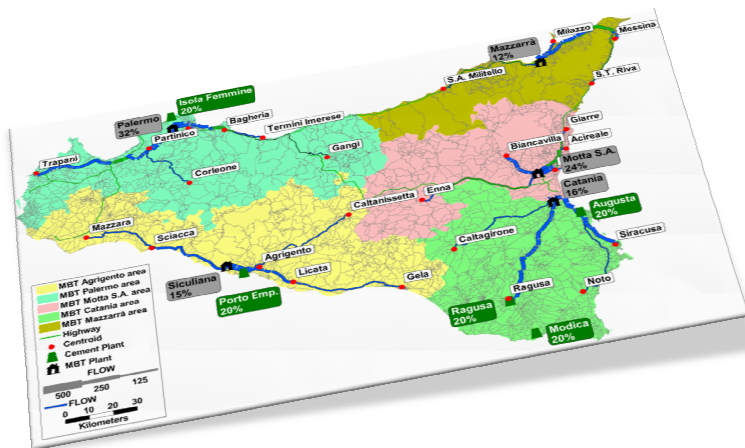 Milazzo
Messina
Mazzarra
12%
S.A. Militello
S.T. Riva
Isola Femmine
20%
Palermo
32%
Bagheria
Partinico
Termini Imerese
Giarre
Trapani
Gangi
Biancavilla
Acireale
Corleone
Motta S.A.
24%
Enna
Catania
16%
Caltanissetta
Augusta
20%
Mazzara
Sciacca
Caltagirone
Siracusa
Agrigento
Siculiana
15%
Licata
Gela
Porto Emp.
20%
Ragusa
Noto
Ragusa
20%
Modica
20%
MBT Agrigento area
MBT Palermo area
MBT Motta S.A. area
MBT Catania area
MBT Mazzarrà area
Highway
Centroid
Cement Plant
MBT Plant
FLOW
500 250 125
FLOW
0 10 20 30
Kilometers